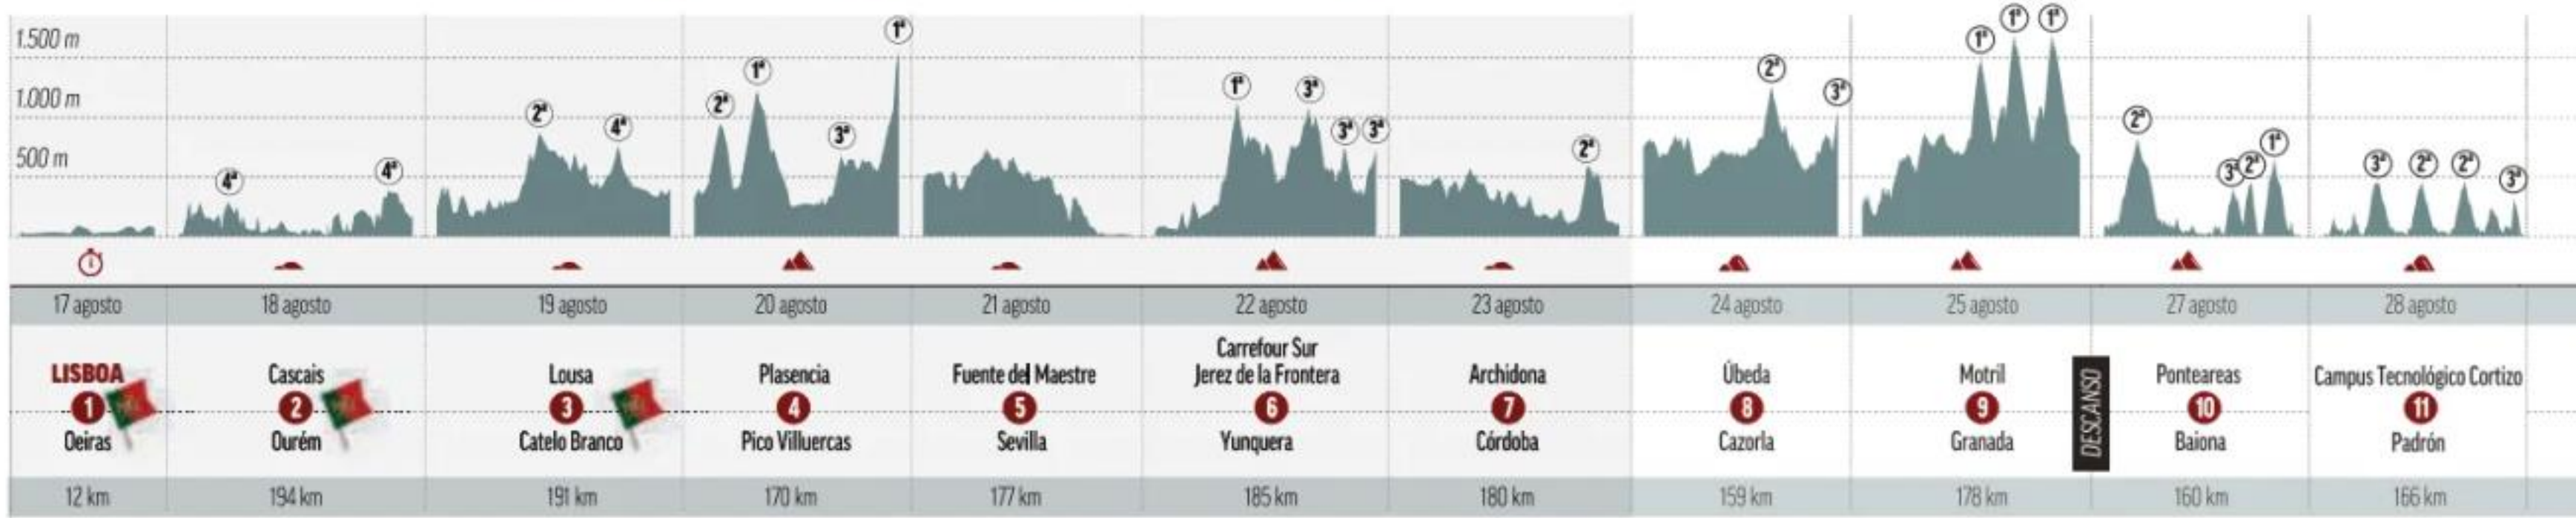 1.500 m
1.000 m
500 m
4ª 4ª
2ª 4ª
2ª 1ª 3ª 1ª
1ª 3ª 3ª 3ª
2ª
2ª 3ª
1ª 1ª 1ª
2ª 3ª 2ª 1ª
3ª 2ª 2ª 3ª
17 agosto 18 agosto 19 agosto 20 agosto 21 agosto 22 agosto 23 agosto 24 agosto 25 agosto 27 agosto 28 agosto
LISBOA
1
Oeiras
Cascais
2
Ourém
Lousa
3
Catelo Branco
Plasencia
4
Pico Villuercas
Fuente del Maestre
5
Sevilla
Carrefour Sur
Jerez de la Frontera
6
Yunquera
Archidona
7
Córdoba
Úbeda
8
Cazorla
Motril
9
Granada
DESCANSO
Ponteareas
10
Baiona
Campus Tecnológico Cortizo
11
Padrón
12 km 194 km 191 km 170 km 177 km 185 km 180 km 159 km 178 km 160 km 166 km